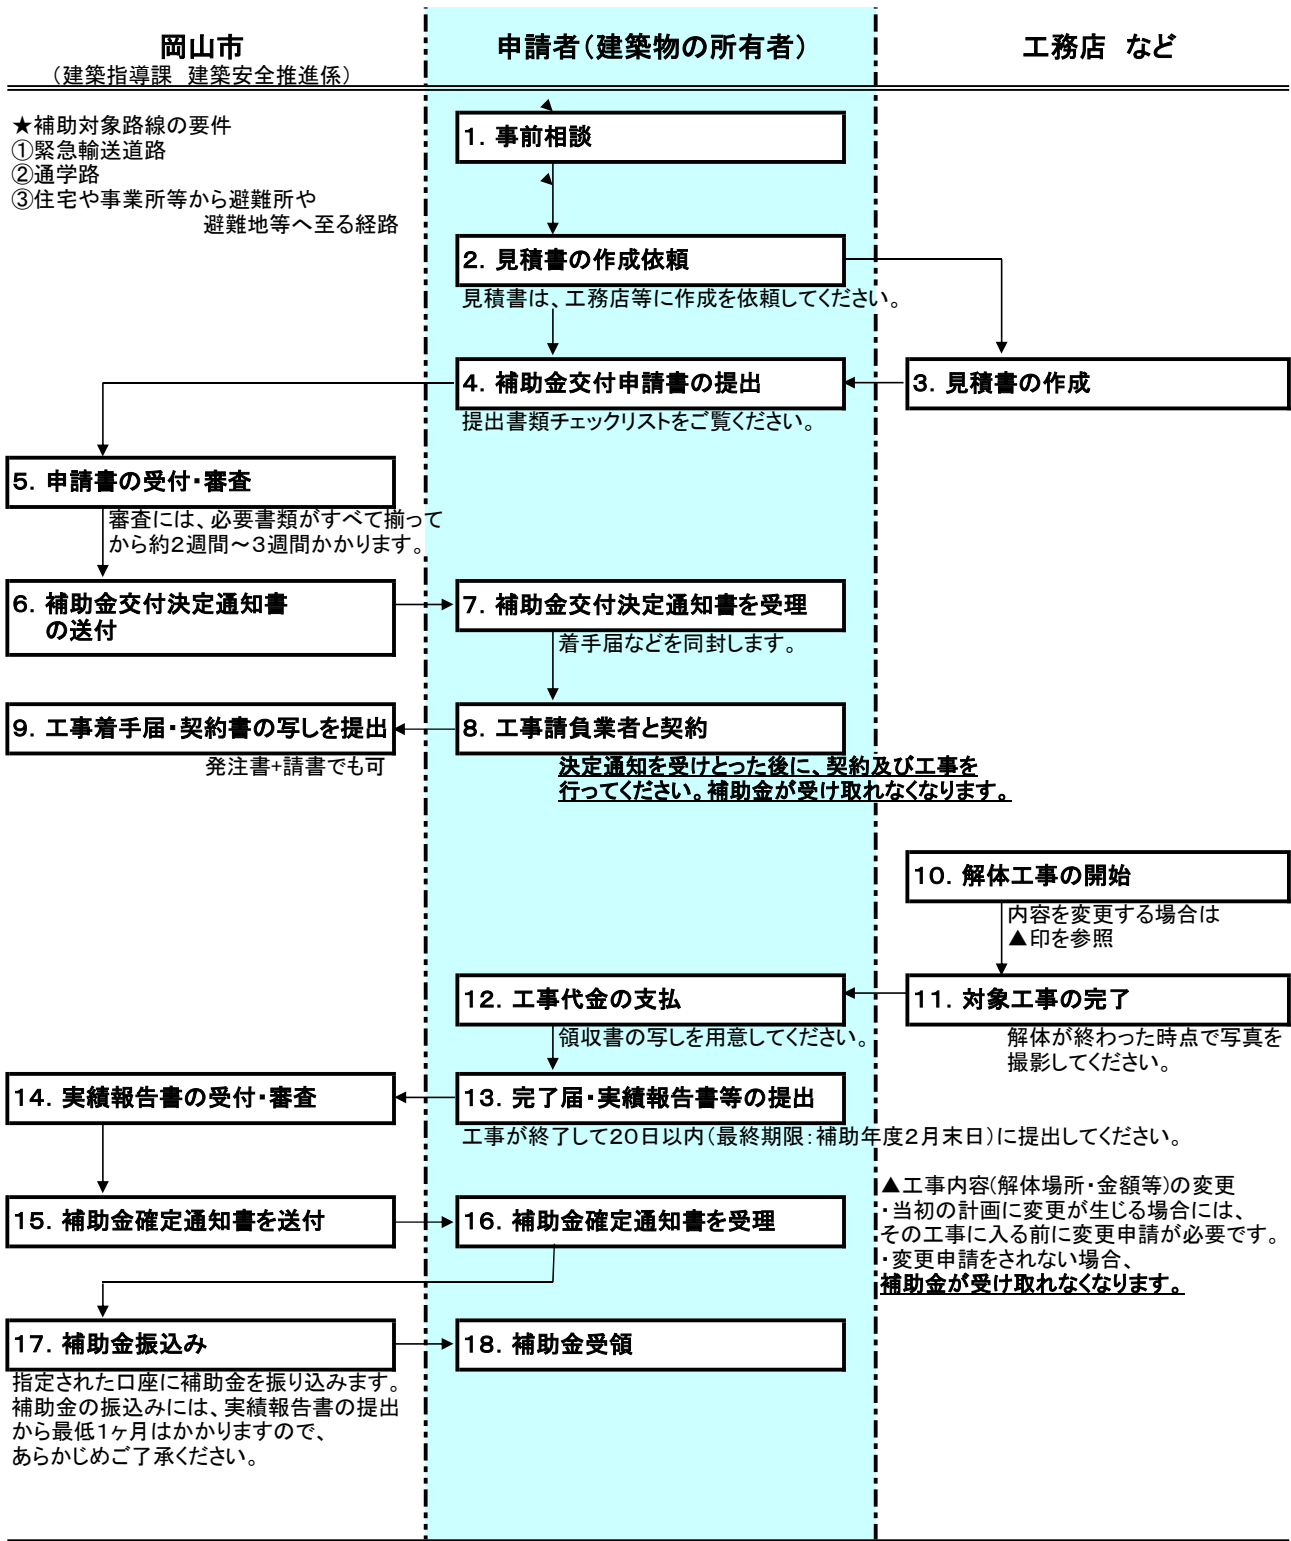 岡山市
(建築指導課 建築安全推進係)
申請者(建築物の所有者)
工務店 など
★補助対象路線の要件
①緊急輸送道路
②通学路
③住宅や事業所等から避難所や
避難地等へ至る経路
1. 事前相談
2. 見積書の作成依頼
見積書は、工務店等に作成を依頼してください。
3. 見積書の作成
4. 補助金交付申請書の提出
提出書類チェックリストをご覧ください。
5. 申請書の受付・審査
審査には、必要書類がすべて揃って
から約2週間～3週間かかります。
6. 補助金交付決定通知書
の送付
7. 補助金交付決定通知書を受理
着手届などを同封します。
8. 工事請負業者と契約
決定通知を受けとった後に、契約及び工事を
行ってください。補助金が受け取れなくなります。
9. 工事着手届・契約書の写しを提出
発注書+請書でも可
10. 解体工事の開始
内容を変更する場合は
▲印を参照
11. 対象工事の完了
解体が終わった時点で写真を
撮影してください。
12. 工事代金の支払
領収書の写しを用意してください。
13. 完了届・実績報告書等の提出
工事が終了して20日以内(最終期限:補助年度2月末日)に提出してください。
14. 実績報告書の受付・審査
15. 補助金確定通知書を送付
16. 補助金確定通知書を受理
▲工事内容(解体場所・金額等)の変更
・当初の計画に変更が生じる場合には、
その工事に入る前に変更申請が必要です。
・変更申請をされない場合、
補助金が受け取れなくなります。
17. 補助金振込み
指定された口座に補助金を振り込みます。
補助金の振込みには、実績報告書の提出
から最低1ヶ月はかかりますので、
あらかじめご了承ください。
18. 補助金受領